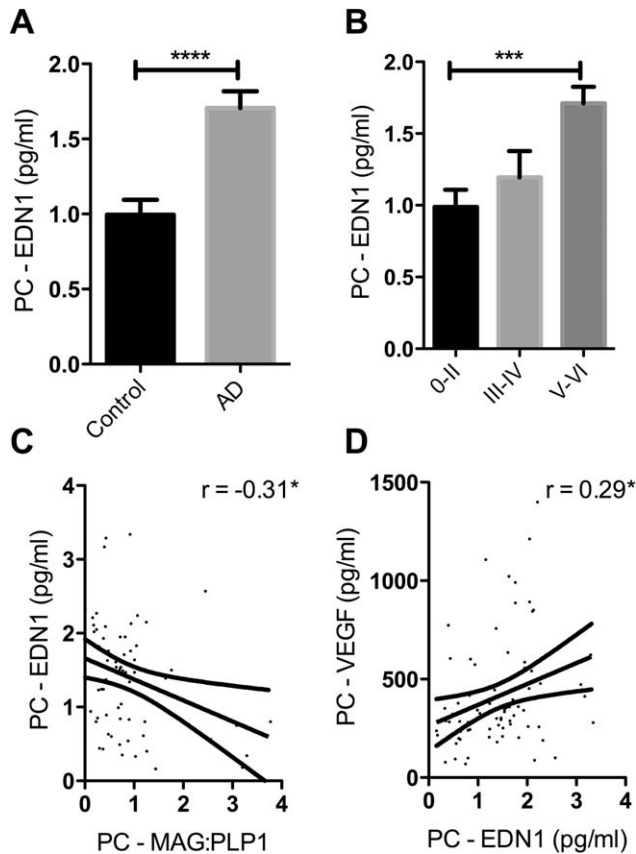 A
****
PC - EDN1 (pg/ml)
2.0
1.5
1.0
0.5
0.0
Control
AD
B
***
PC - EDN1 (pg/ml)
2.0
1.5
1.0
0.5
0.0
0-II
III-IV
V-VI
C
r = -0.31*
PC - EDN1 (pg/ml)
4
3
2
1
0
0 1 2 3 4
PC - MAG:PLP1
D
r = 0.29*
PC - VEGF (pg/ml)
1500
1000
500
0
0 1 2 3 4
PC - EDN1 (pg/ml)